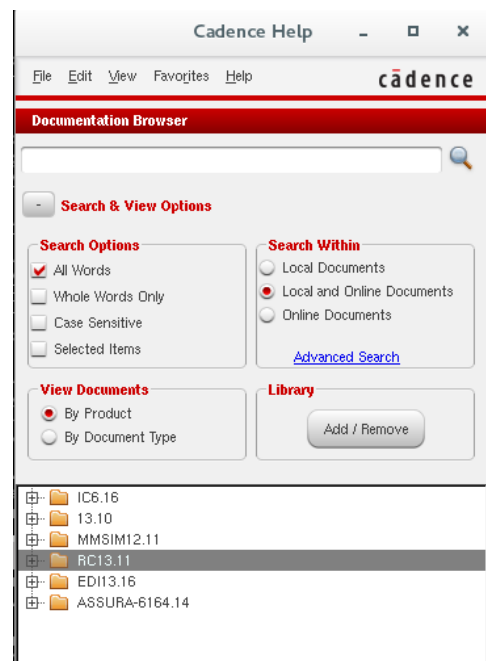 Cadence Help
File Edit View Favorites Help
cādence
Documentation Browser
- Search & View Options
Search Options
All Words
Whole Words Only
Case Sensitive
Selected Items
Search Within
Local Documents
Local and Online Documents
Online Documents
Advanced Search
View Documents
By Product
By Document Type
Library
Add / Remove
IC6.16
13.10
MMSIM12.11
RC13.11
EDI13.16
ASSURA-6164.14